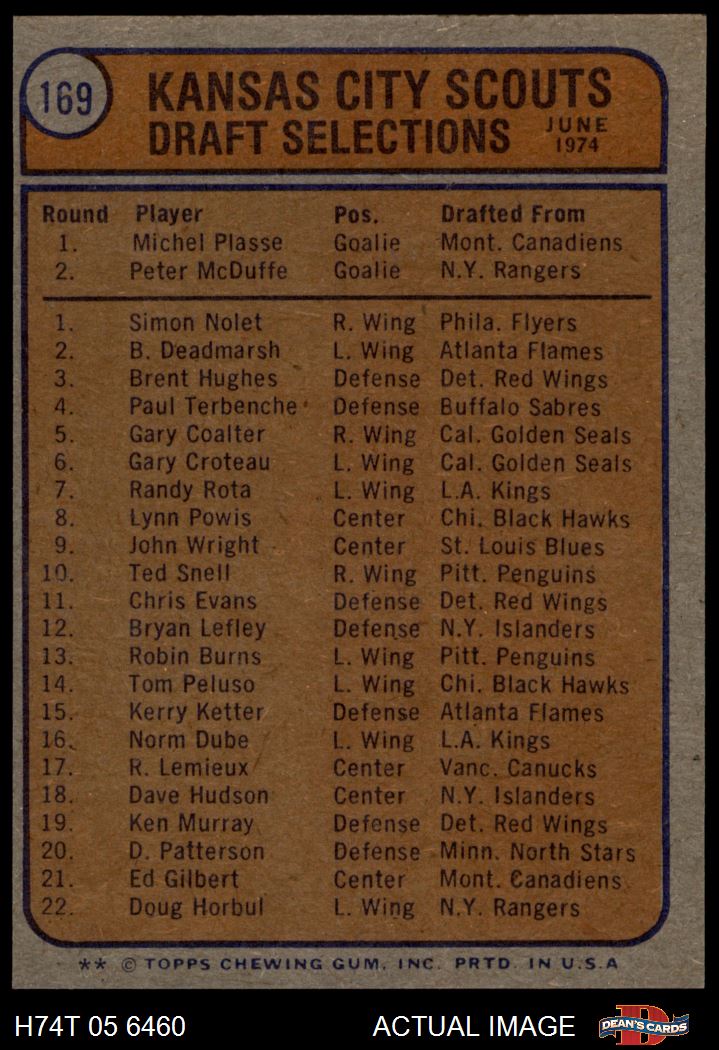 169
KANSAS CITY SCOUTS
DRAFT SELECTIONS JUNE 1974
Round Player Pos. Drafted From
1. Michel Plasse Goalie Mont. Canadiens
2. Peter McDuffe Goalie N.Y. Rangers
1. Simon Nolet R. Wing Phila. Flyers
2. B. Deadmarsh L. Wing Atlanta Flames
3. Brent Hughes Defense Det. Red Wings
4. Paul Terbenche Defense Buffalo Sabres
5. Gary Coalter R. Wing Cal. Golden Seals
6. Gary Croteau L. Wing Cal. Golden Seals
7. Randy Rota L. Wing L.A. Kings
8. Lynn Powis Center Chi. Black Hawks
9. John Wright Center St. Louis Blues
10. Ted Snell R. Wing Pitt. Penguins
11. Chris Evans Defense Det. Red Wings
12. Bryan Lefley Defense N.Y. Islanders
13. Robin Burns L. Wing Pitt. Penguins
14. Tom Peluso L. Wing Chi. Black Hawks
15. Kerry Ketter Defense Atlanta Flames
16. Norm Dube L. Wing L.A. Kings
17. R. Lemieux Center Vanc. Canucks
18. Dave Hudson Center N.Y. Islanders
19. Ken Murray Defense Det. Red Wings
20. D. Patterson Defense Minn. North Stars
21. Ed Gilbert Center Mont. Canadiens
22. Doug Horbul L. Wing N.Y. Rangers
** © TOPPS CHEWING GUM, INC. PRTD. IN U.S.A
H74T 05 6460 ACTUAL IMAGE D DEAN'S CARDS